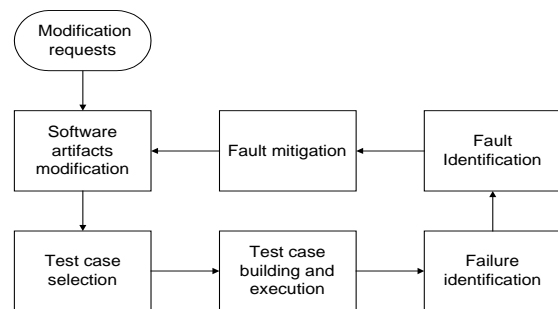 Modification
requests
Software
artifacts
modification
Fault mitigation
Fault
Identification
Test case
selection
Test case
building and
execution
Failure
identification